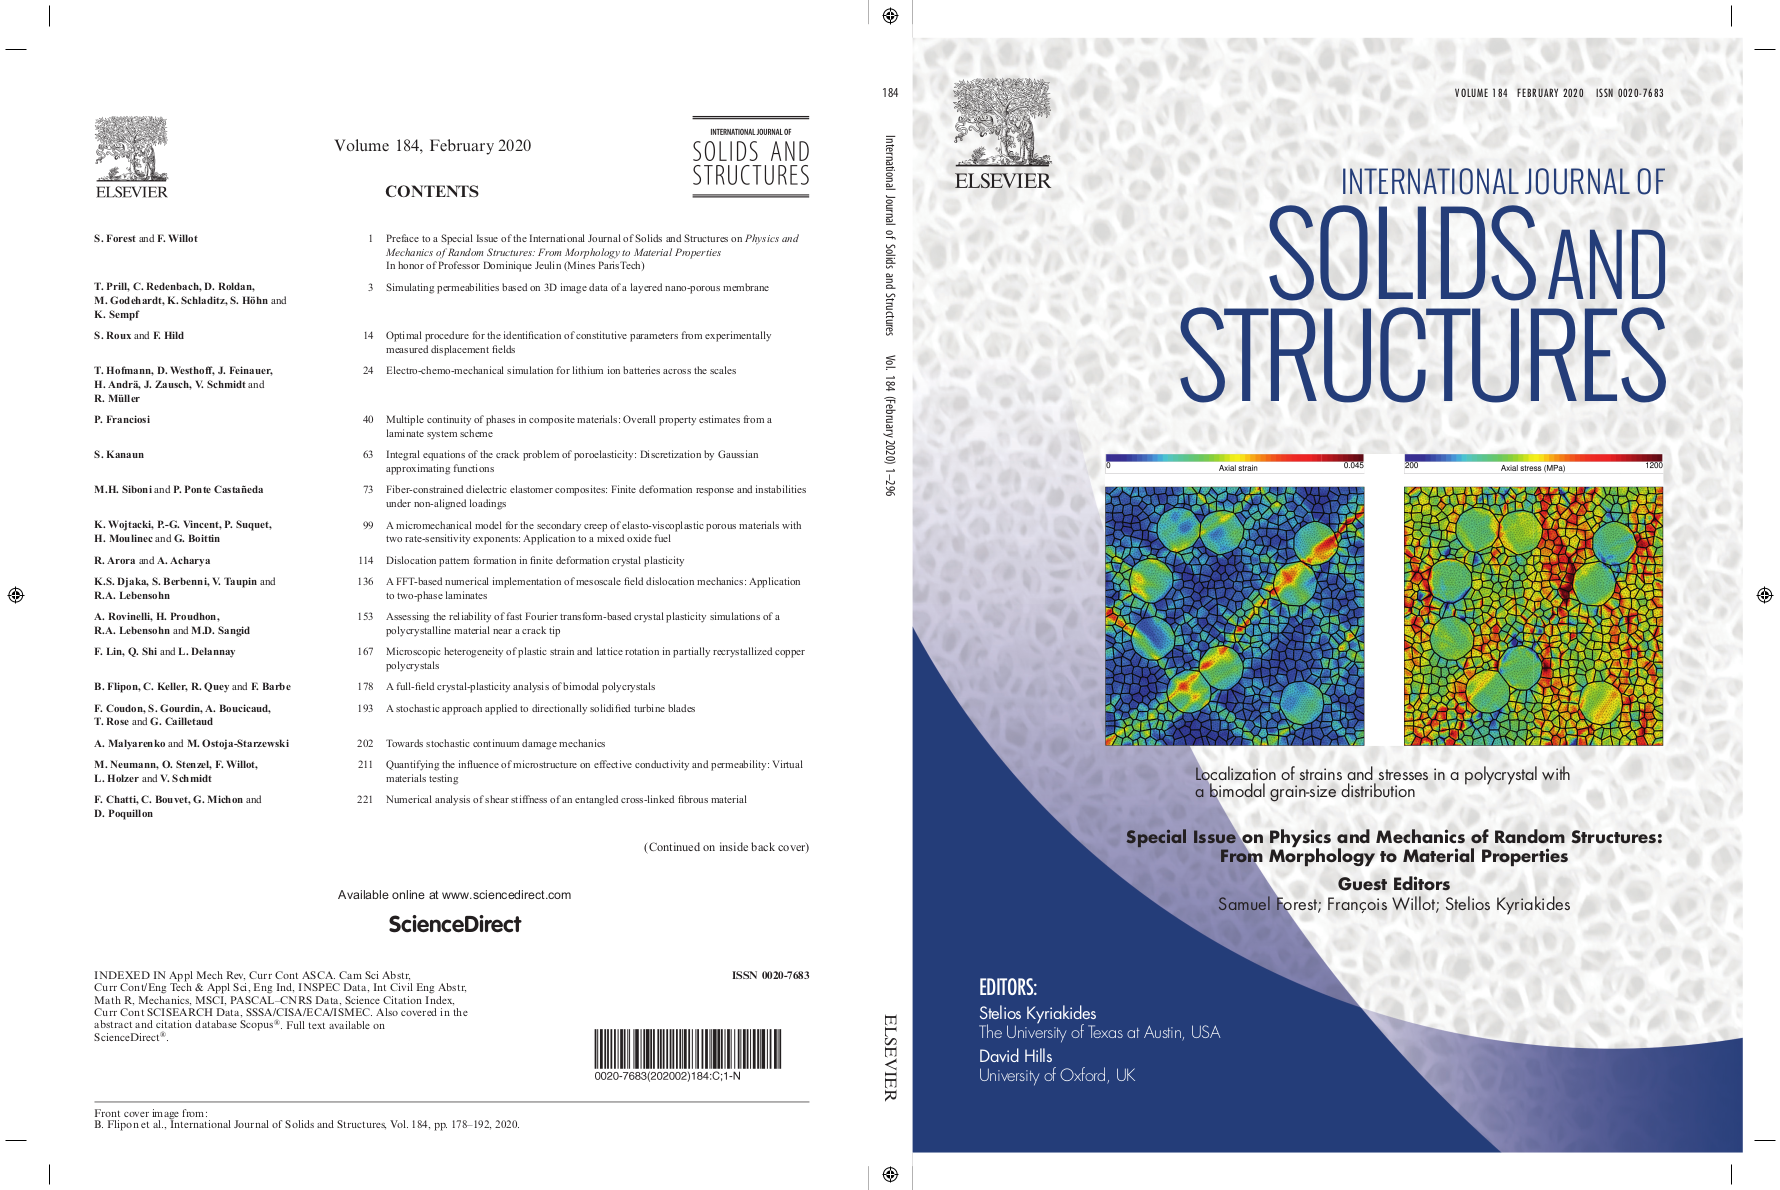 ELSEVIER
Volume 184, February 2020
CONTENTS
INTERNATIONAL JOURNAL OF
SOLIDS AND
STRUCTURES
S. Forest and F. Willot 1 Preface to a Special Issue of the International Journal of Solids and Structures on Physics and
Mechanics of Random Structures: From Morphology to Material Properties
In honor of Professor Dominique Jeulin (Mines ParisTech)
T. Prill, C. Redenbach, D. Roldan, 3 Simulating permeabilities based on 3D image data of a layered nano-porous membrane
M. Godehardt, K. Schladitz, S. Höhn and
K. Sempf
S. Roux and F. Hild 14 Optimal procedure for the identification of constitutive parameters from experimentally
measured displacement fields
T. Hofmann, D. Westhoff, J. Feinauer, 24 Electro-chemo-mechanical simulation for lithium ion batteries across the scales
H. Andrä, J. Zausch, V. Schmidt and
R. Müller
P. Franciosi 40 Multiple continuity of phases in composite materials: Overall property estimates from a
laminate system scheme
S. Kanaun 63 Integral equations of the crack problem of poroelasticity: Discretization by Gaussian
approximating functions
M.H. Siboni and P. Ponte Castañeda 73 Fiber-constrained dielectric elastomer composites: Finite deformation response and instabilities
under non-aligned loadings
K. Wojtacki, P.-G. Vincent, P. Suquet, 99 A micromechanical model for the secondary creep of elasto-viscoplastic porous materials with
H. Moulinec and G. Boittin two rate-sensitivity exponents: Application to a mixed oxide fuel
R. Arora and A. Acharya 114 Dislocation pattern formation in finite deformation crystal plasticity
K.S. Djaka, S. Berbenni, V. Taupin and 136 A FFT-based numerical implementation of mesoscale field dislocation mechanics: Application
R.A. Lebensohn to two-phase laminates
A. Rovinelli, H. Proudhon, 153 Assessing the reliability of fast Fourier transform-based crystal plasticity simulations of a
R.A. Lebensohn and M.D. Sangid polycrystalline material near a crack tip
F. Lin, Q. Shi and L. Delannay 167 Microscopic heterogeneity of plastic strain and lattice rotation in partially recrystallized copper
polycrystals
B. Flipon, C. Keller, R. Quey and F. Barbe 178 A full-field crystal-plasticity analysis of bimodal polycrystals
F. Coudon, S. Gourdin, A. Boucicaud, 193 A stochastic approach applied to directionally solidified turbine blades
T. Rose and G. Cailletaud
A. Malyarenko and M. Ostoja-Starzewski 202 Towards stochastic continuum damage mechanics
M. Neumann, O. Stenzel, F. Willot, 211 Quantifying the influence of microstructure on effective conductivity and permeability: Virtual
L. Holzer and V. Schmidt materials testing
F. Chatti, C. Bouvet, G. Michon and 221 Numerical analysis of shear stiffness of an entangled cross-linked fibrous material
D. Poquillon
(Continued on inside back cover)
Available online at www.sciencedirect.com
ScienceDirect
INDEXED IN Appl Mech Rev, Curr Cont ASCA. Cam Sci Abstr,
Curr Cont/Eng Tech & Appl Sci, Eng Ind, INSPEC Data, Int Civil Eng Abstr,
Math R, Mechanics, MSCI, PASCAL–CNRS Data, Science Citation Index,
Curr Cont SCISEARCH Data, SSSA/CISA/ECA/ISMEC. Also covered in the
abstract and citation database Scopus®. Full text available on
ScienceDirect®.
ISSN 0020-7683
0020-7683(202002)184:C;1-N
Front cover image from:
B. Flipon et al., International Journal of Solids and Structures, Vol. 184, pp. 178–192, 2020.
184
International Journal of Solids and Structures Vol. 184 (February 2020) 1–296
ELSEVIER
ELSEVIER
VOLUME 184 FEBRUARY 2020 ISSN 0020-7683
INTERNATIONAL JOURNAL OF
SOLIDS AND
STRUCTURES
0 Axial strain 0.045
200 Axial stress (MPa) 1200
Localization of strains and stresses in a polycrystal with
a bimodal grain-size distribution
Special Issue on Physics and Mechanics of Random Structures:
From Morphology to Material Properties
Guest Editors
Samuel Forest; François Willot; Stelios Kyriakides
EDITORS:
Stelios Kyriakides
The University of Texas at Austin, USA
David Hills
University of Oxford, UK